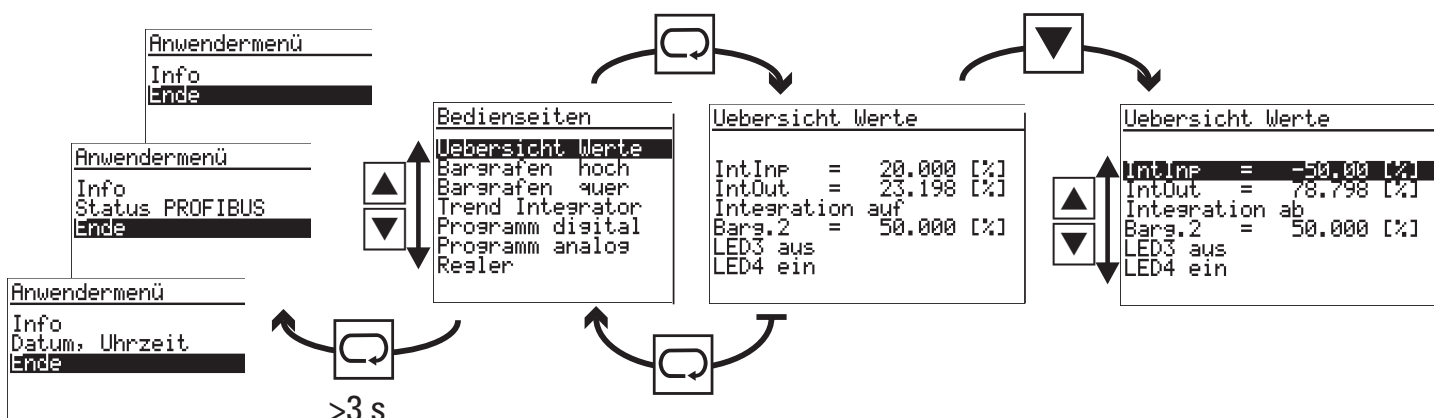 Anwendermenü
Info
Ende
Anwendermenü
Info
Status PROFIBUS
Ende
Anwendermenü
Info
Datum, Uhrzeit
Ende
>3 s
Bedienseiten
Uebersicht Werte
Bargrafen hoch
Bargrafen quer
Trend Integrator
Programm digital
Programm analog
Regler
Uebersicht Werte
IntInp = 20.000 [%]
IntOut = 23.198 [%]
Integration auf
Barg.2 = 50.000 [%]
LED3 aus
LED4 ein
Uebersicht Werte
IntInp = -50.00 [%]
IntOut = 78.798 [%]
Integration ab
Barg.2 = 50.000 [%]
LED3 aus
LED4 ein